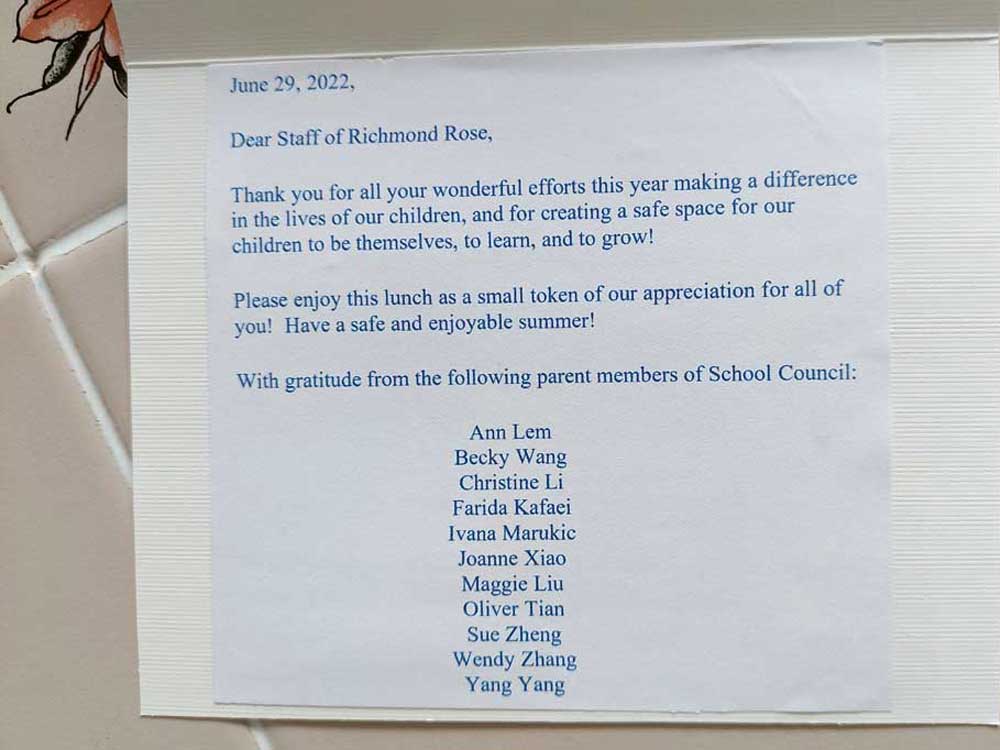 June 29, 2022,
Dear Staff of Richmond Rose,
Thank you for all your wonderful efforts this year making a difference
in the lives of our children, and for creating a safe space for our
children to be themselves, to learn, and to grow!
Please enjoy this lunch as a small token of our appreciation for all of
you!  Have a safe and enjoyable summer!
With gratitude from the following parent members of School Council:
Ann Lem
Becky Wang
Christine Li
Farida Kafaei
Ivana Marukic
Joanne Xiao
Maggie Liu
Oliver Tian
Sue Zheng
Wendy Zhang
Yang Yang